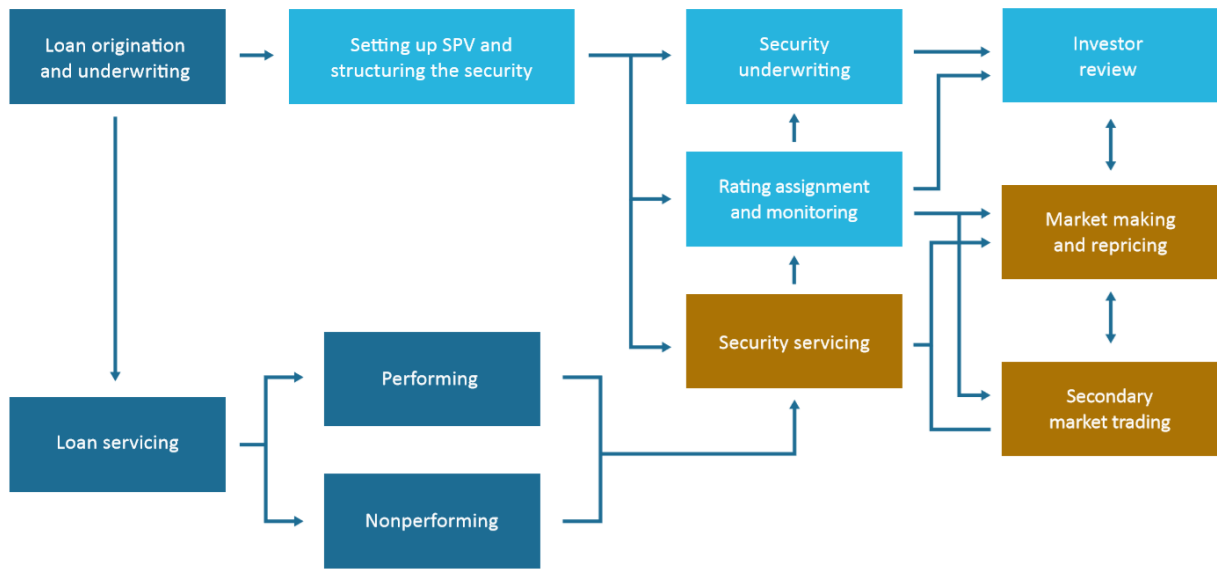 Loan origination
and underwriting
Setting up SPV and
structuring the security
Security
underwriting
Investor
review
Rating assignment
and monitoring
Market making
and repricing
Security servicing
Performing
Secondary
market trading
Loan servicing
Nonperforming